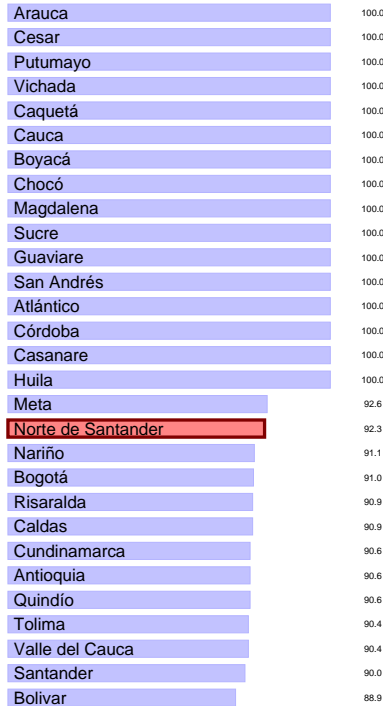 Arauca 100.0
Cesar 100.0
Putumayo 100.0
Vichada 100.0
Caquetá 100.0
Cauca 100.0
Boyacá 100.0
Chocó 100.0
Magdalena 100.0
Sucre 100.0
Guaviare 100.0
San Andrés 100.0
Atlántico 100.0
Córdoba 100.0
Casanare 100.0
Huila 100.0
Meta 92.6
Norte de Santander 92.3
Nariño 91.1
Bogotá 91.0
Risaralda 90.9
Caldas 90.9
Cundinamarca 90.6
Antioquia 90.6
Quindío 90.6
Tolima 90.4
Valle del Cauca 90.4
Santander 90.0
Bolivar 88.9